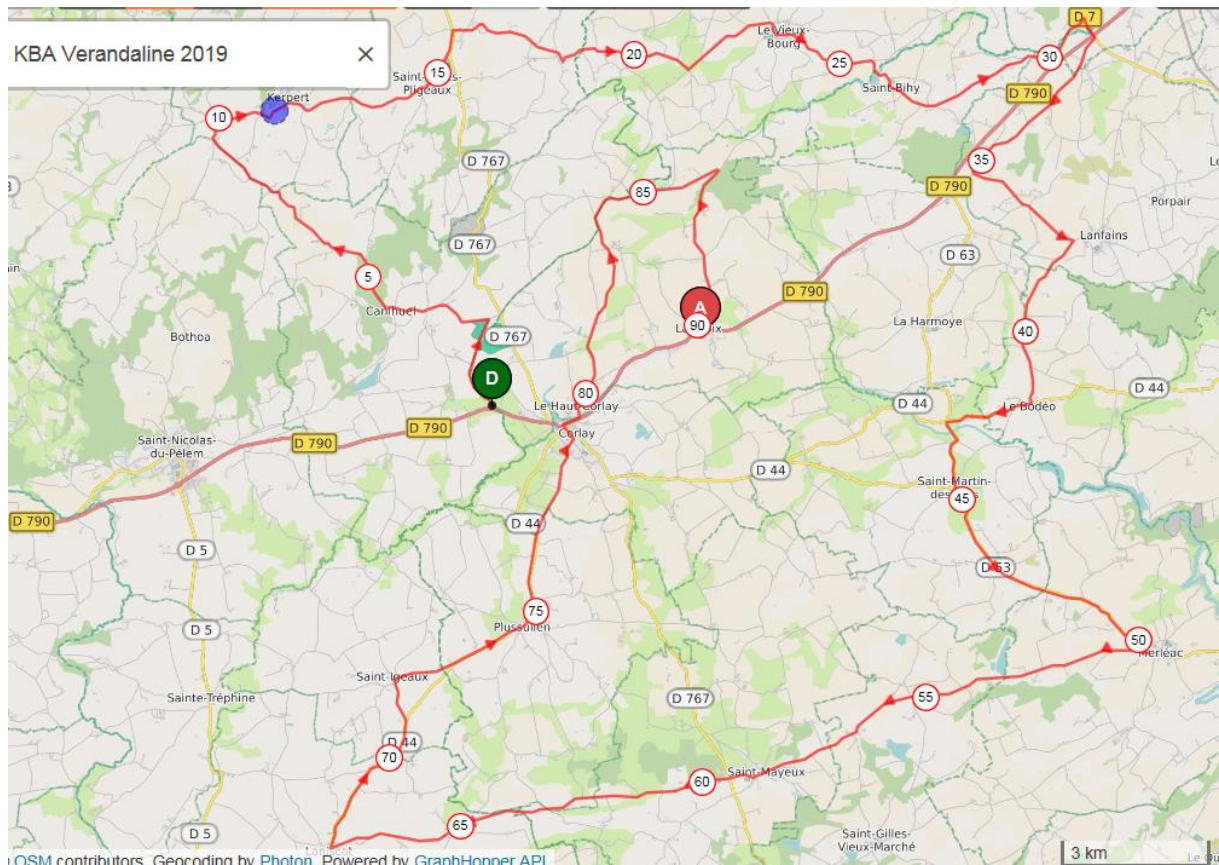 KBA Verandaline 2019
×
D 7
Le Vieux-
Bourg
15
20
25
30
Kerpert
Saint-
Pligeaux
Saint-Bihy
D 790
10
D 767
35
85
D 790
Porpair
D 767
D 63
Lanfains
5
D 790
Canihuel
A
90
40
Bothoa
D 767
La Harmoye
D
80
D 44
D 44
Le Haut-Corlay
Le Bodéo
Saint-Nicolas-
du-Pélem
D 790
D 790
Corlay
D 44
Saint-Martin-
45
D 790
D 44
D 5
D 53
75
Plussulien
50
D 5
Merléac
Saint-Igeaux
Sainte-Tréphine
D 767
55
D 44
70
60
Saint-Mayeux
65
D 5
Saint-Gilles-
Vieux-Marché
3 km
OSM contributors, Geocoding by Photon, Powered by GraphHopper API